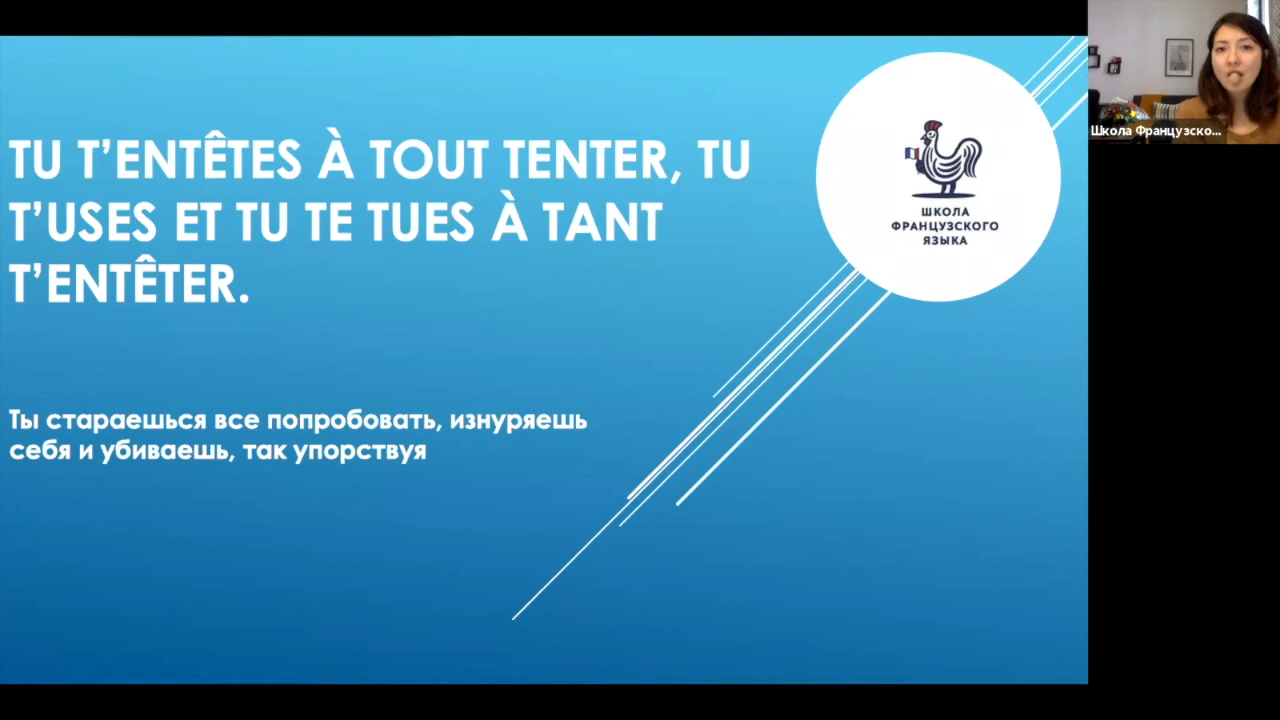 TU T’ENTÊTES À TOUT TENTER, TU
T’USES ET TU TE TUES À TANT
T’ENTÊTER.
Ты стараешься все попробовать, изнуряешь
себя и убиваешь, так упорствуя
ШКОЛА
ФРАНЦУЗСКОГО
ЯЗЫКА
Школа Французско...